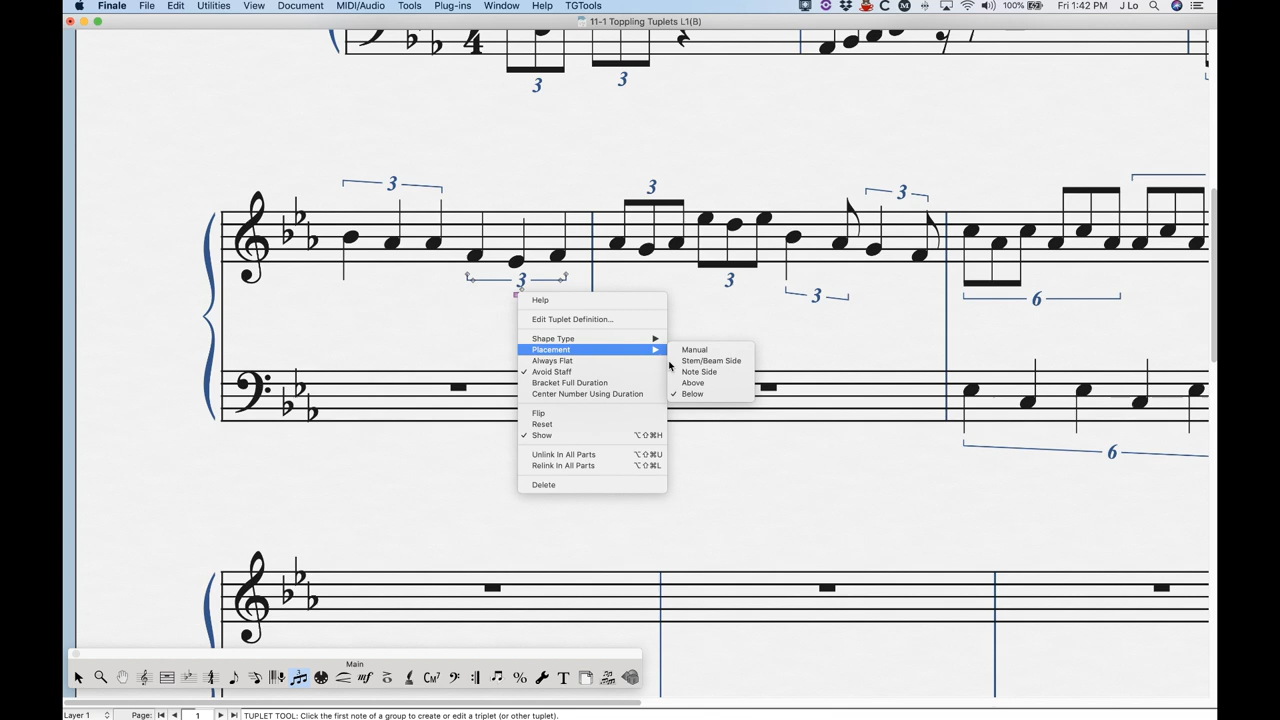 Finale File Edit Utilities View Document MIDI/Audio Tools Plug-ins Window Help TGTools 100% Fri 1:42 PM J Lo
11-1 Toppling Tuplets L1(B)
4
3 3
3 3 3
3 3 3 6
Help
Edit Tuplet Definition...
Shape Type
Placement
Always Flat
Avoid Staff
Bracket Full Duration
Center Number Using Duration
Flip
Reset
Show ⌥⇧⌘H
Unlink In All Parts ⌥⇧⌘U
Relink In All Parts ⌥⇧⌘L
Delete
Manual
Stem/Beam Side
Note Side
Above
Below
6
Main
mf CM7 % T
Layer 1 Page: 1 TUPLET TOOL: Click the first note of a group to create or edit a triplet (or other tuplet).